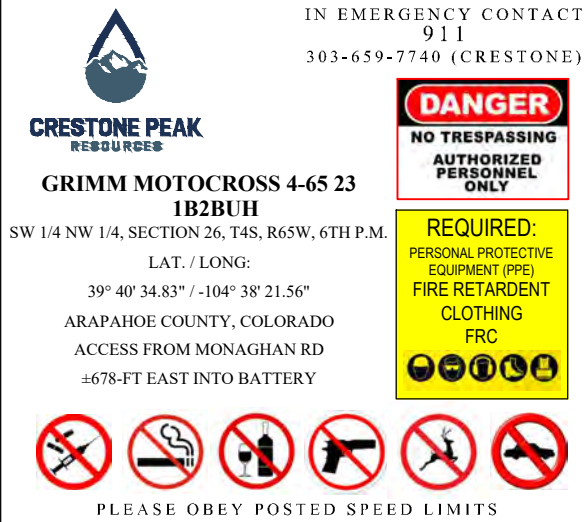 IN EMERGENCY CONTACT
911
303-659-7740 (CRESTONE)
CRESTONE PEAK
RESOURCES
DANGER
NO TRESPASSING
AUTHORIZED
PERSONNEL
ONLY
GRIMM MOTOCROSS 4-65 23
1B2BUH
SW 1/4 NW 1/4, SECTION 26, T4S, R65W, 6TH P.M.
LAT. / LONG:
39° 40' 34.83" / -104° 38' 21.56"
ARAPAHOE COUNTY, COLORADO
ACCESS FROM MONAGHAN RD
±678-FT EAST INTO BATTERY
REQUIRED:
PERSONAL PROTECTIVE
EQUIPMENT (PPE)
FIRE RETARDENT
CLOTHING
FRC
PLEASE OBEY POSTED SPEED LIMITS